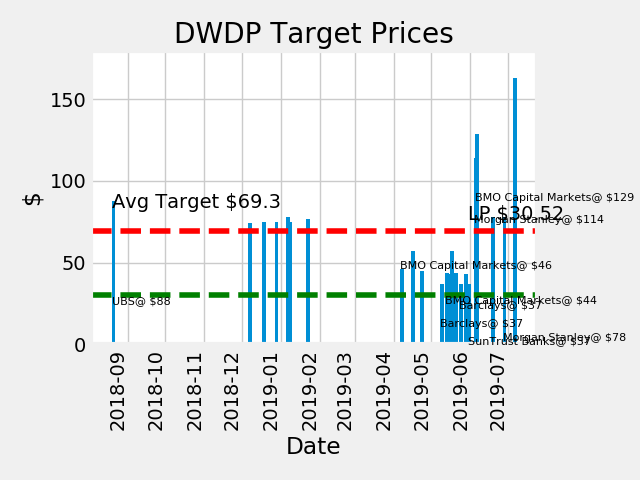 DWDP Target Prices
150
100
50
0
$
Avg Target $69.3
LP $30.52
BMO Capital Markets@ $129
Morgan Stanley@ $114
BMO Capital Markets@ $46
UBS@ $88
BMO Capital Markets@ $44
Barclays@ $37
Barclays@ $37
Morgan Stanley@ $78
SunTrust Banks@ $37
2018-09
2018-10
2018-11
2018-12
2019-01
2019-02
2019-03
2019-04
2019-05
2019-06
2019-07
Date